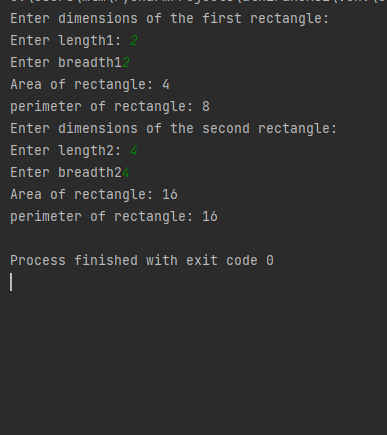 Enter dimensions of the first rectangle:
Enter length1: 2
Enter breadth12
Area of rectangle: 4
perimeter of rectangle: 8
Enter dimensions of the second rectangle:
Enter length2: 4
Enter breadth24
Area of rectangle: 16
perimeter of rectangle: 16
Process finished with exit code 0